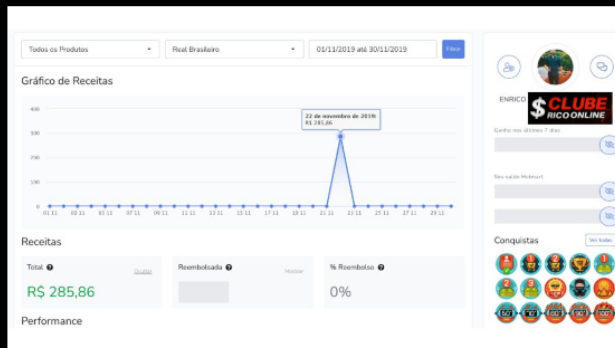 Todos os Produtos
Real Brasileiro
01/11/2019 até 30/11/2019
Filtrar
Gráfico de Receitas
400
300
200
100
0
22 de novembro de 2019:
R$ 285,86
01 11 03 11 05 11 07 11 09 11 11 11 13 11 15 11 17 11 19 11 21 11 23 11 25 11 27 11 29 11
Receitas
Total
Ocultar
R$ 285,86
Reembolsada
Mostrar
% Reembolso
0%
Performance
ENRICO
$ CLUBE
RICO ONLINE
Ganho nos últimos 7 dias
Seu saldo Hotmart
Conquistas
Ver todas